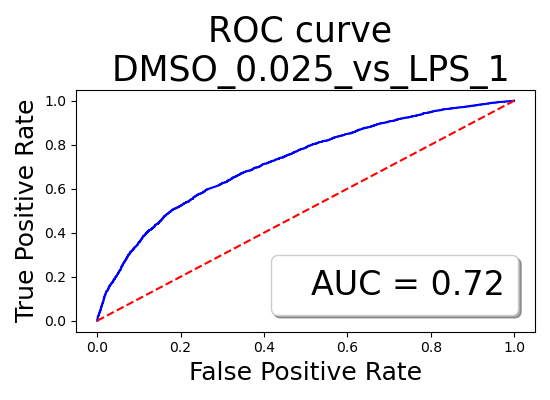 ROC curve
DMSO_0.025_vs_LPS_1
True Positive Rate
1.0
0.8
0.6
0.4
0.2
0.0
AUC = 0.72
0.0 0.2 0.4 0.6 0.8 1.0
False Positive Rate